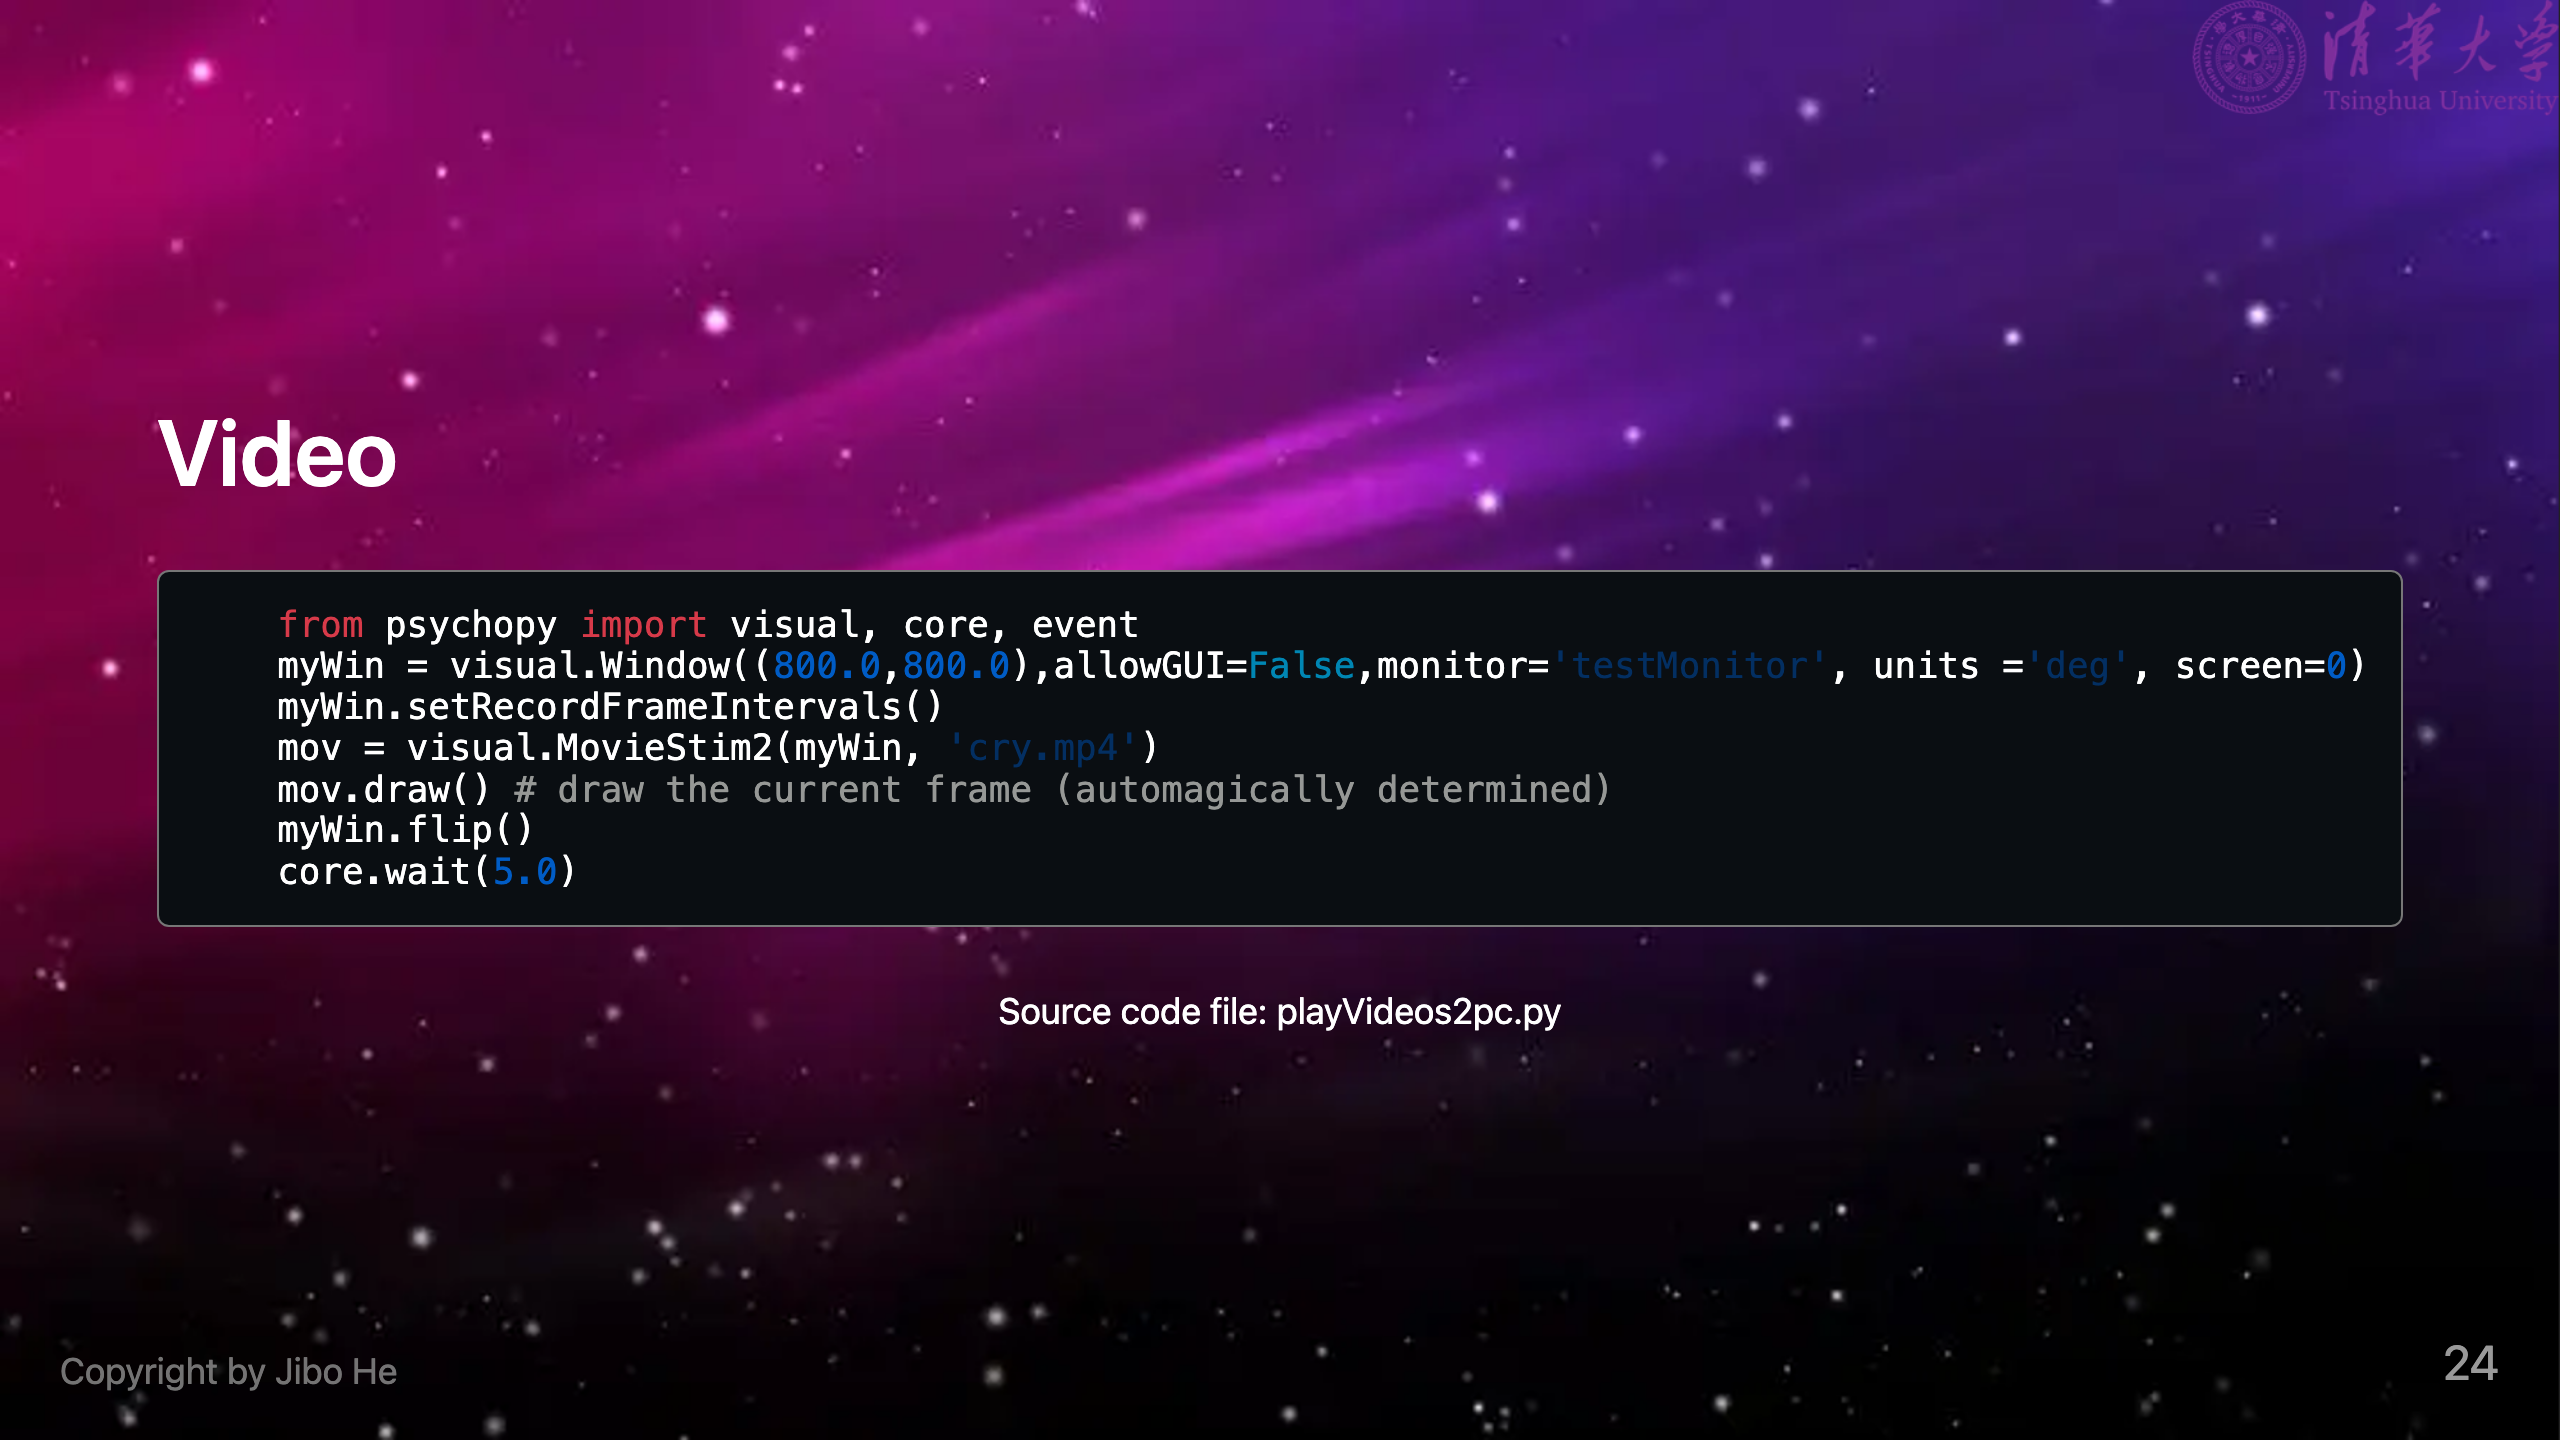 清華大学
Tsinghua University
Video
from psychopy import visual, core, event
myWin = visual.Window((800.0,800.0),allowGUI=False,monitor='testMonitor', units ='deg', screen=0)
myWin.setRecordFrameIntervals()
mov = visual.MovieStim2(myWin, 'cry.mp4')
mov.draw() # draw the current frame (automagically determined)
myWin.flip()
core.wait(5.0)
Source code file: playVideos2pc.py
Copyright by Jibo He
24